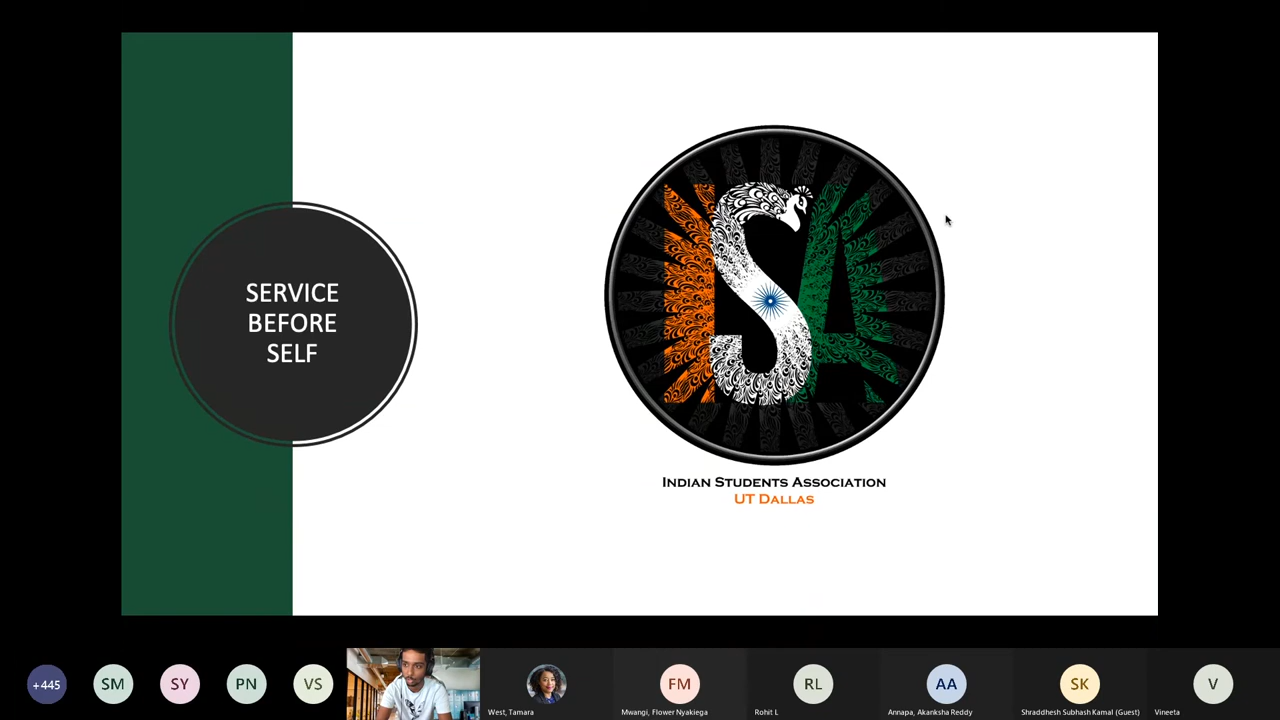 SERVICE
BEFORE
SELF
ISA
INDIAN STUDENTS ASSOCIATION
UT DALLAS
+445
SM
SY
PN
VS
West, Tamara
FM
Mwangi, Flower Nyakiega
RL
Rohit L
AA
Annapa, Akanksha Reddy
SK
Shraddhesh Subhash Kamal (Guest)
V
Vineeta